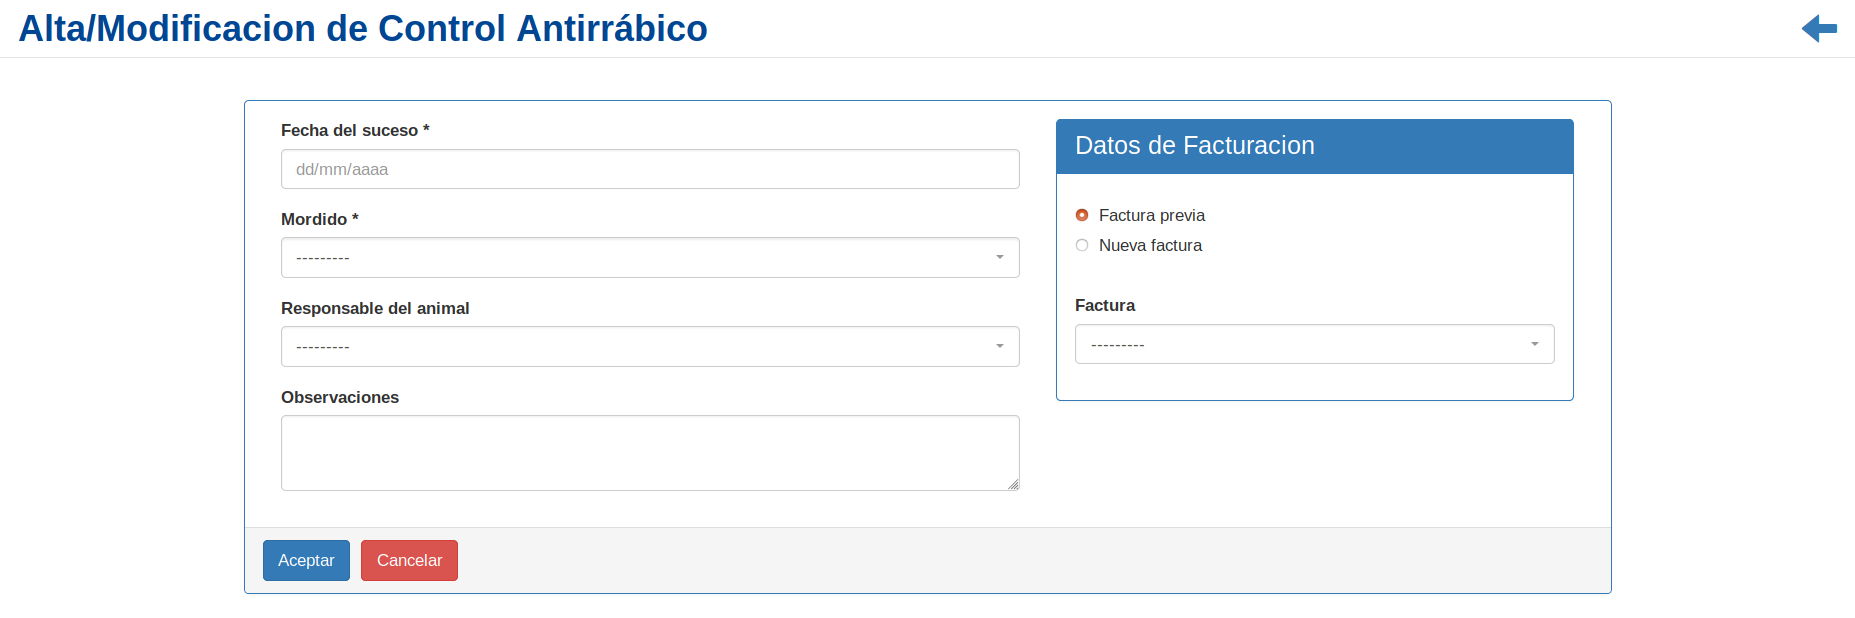 Alta/Modificacion de Control Antirrábico
Fecha del suceso *
dd/mm/aaaa
Mordido *
---------
Responsable del animal
---------
Observaciones
Datos de Facturacion
Factura previa
Nueva factura
Factura
---------
Aceptar
Cancelar